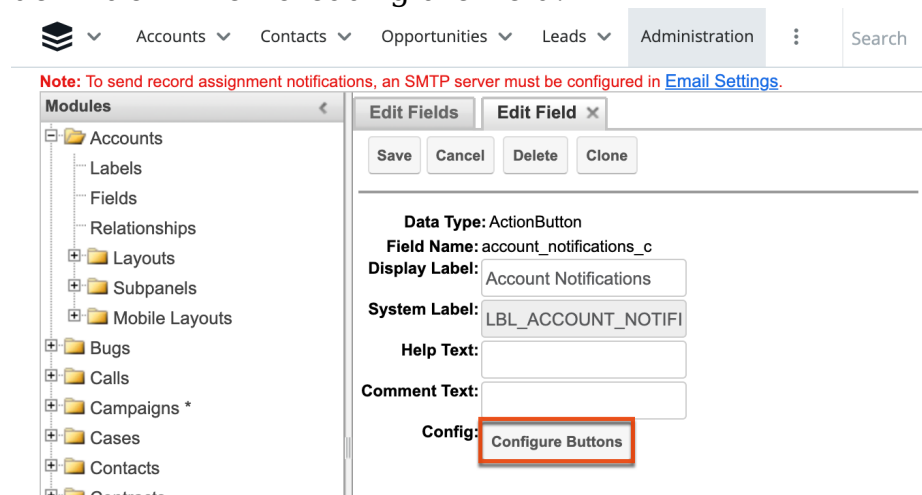 Accounts Contacts Opportunities Leads Administration Search
Note: To send record assignment notifications, an SMTP server must be configured in Email Settings.
Modules
Accounts
Labels
Fields
Relationships
Layouts
Subpanels
Mobile Layouts
Bugs
Calls
Campaigns *
Cases
Contacts
Edit Fields Edit Field ×
Save Cancel Delete Clone
Data Type: ActionButton
Field Name: account_notifications_c
Display Label: Account Notifications
System Label: LBL_ACCOUNT_NOTIFI
Help Text:
Comment Text:
Config: Configure Buttons